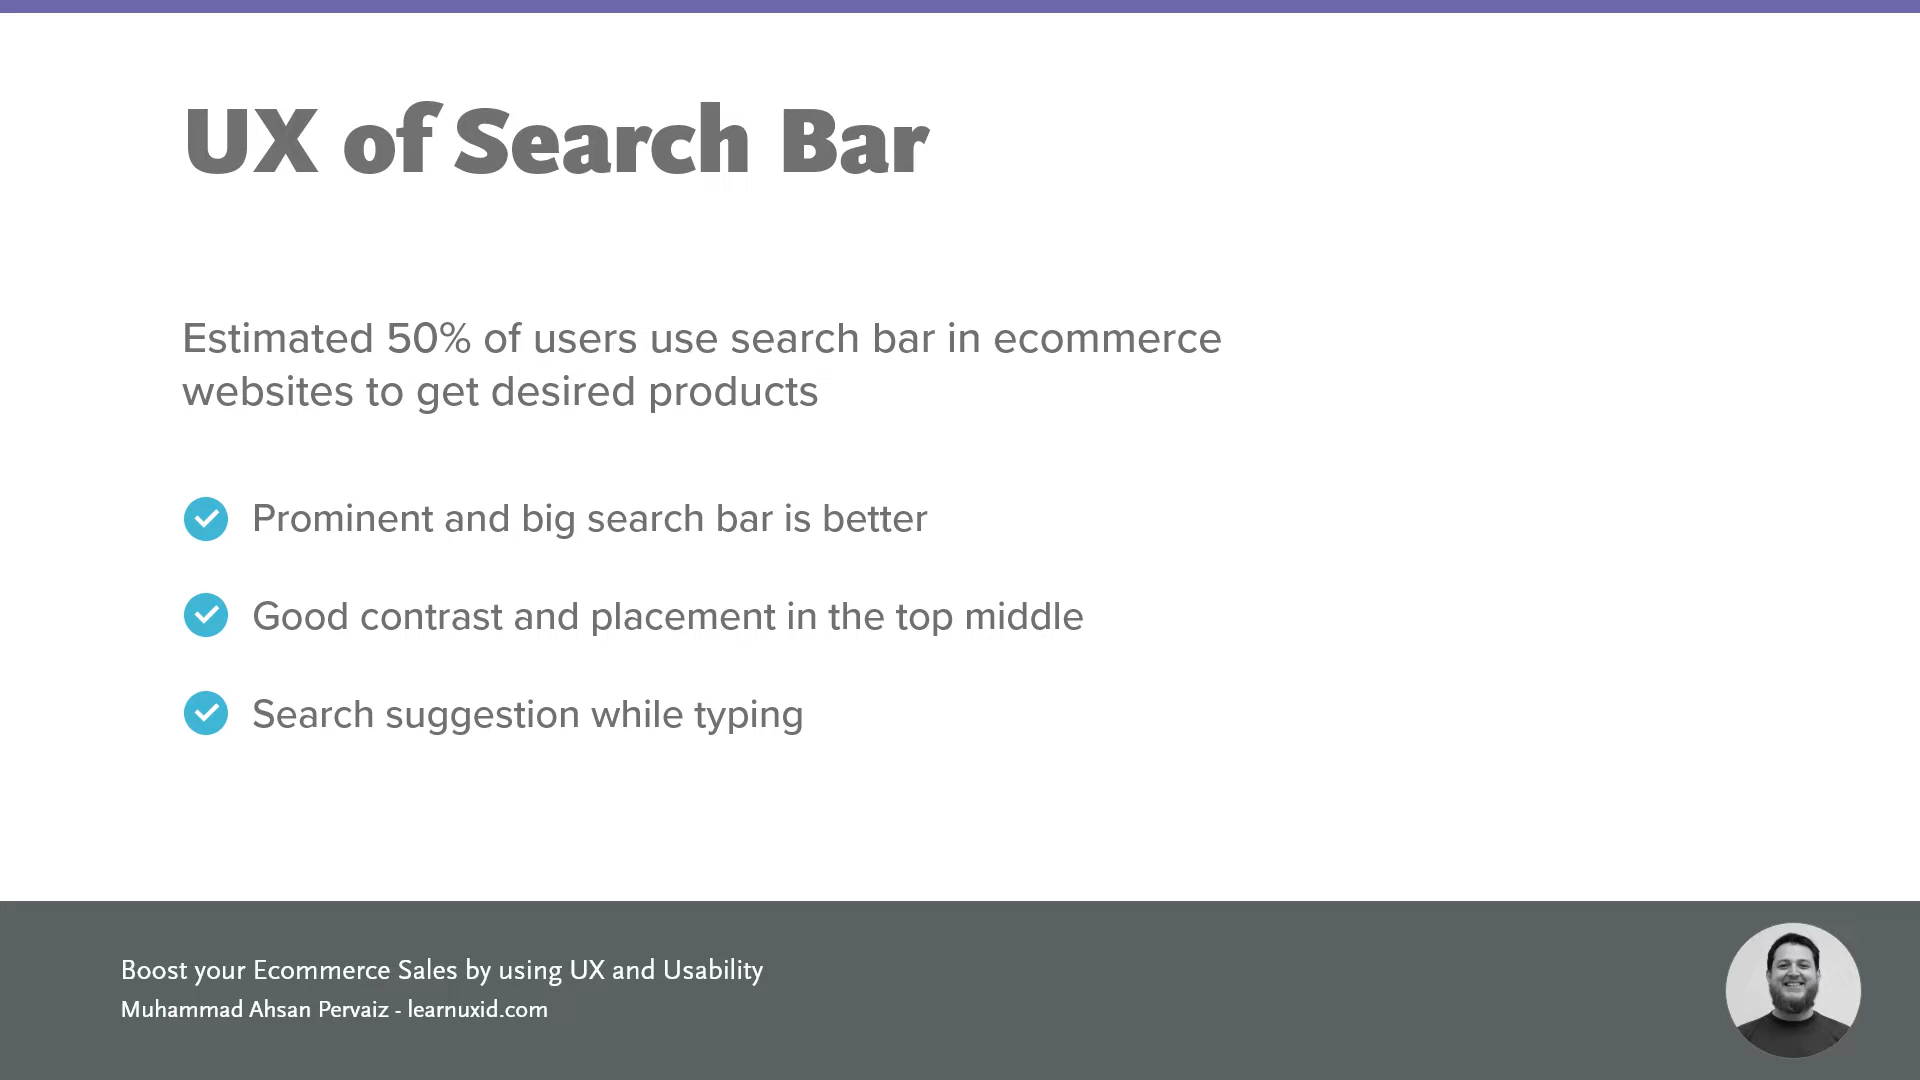 UX of Search Bar
Estimated 50% of users use search bar in ecommerce
websites to get desired products
Prominent and big search bar is better
Good contrast and placement in the top middle
Search suggestion while typing
Boost your Ecommerce Sales by using UX and Usability
Muhammad Ahsan Pervaiz - learnuxid.com